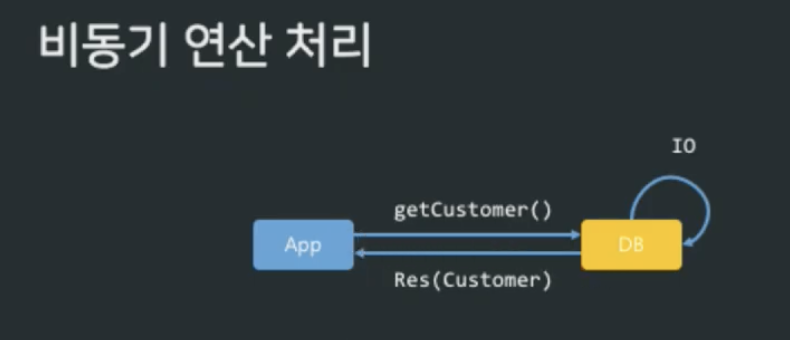 비동기 연산 처리
IO
getCustomer()
App
DB
Res(Customer)